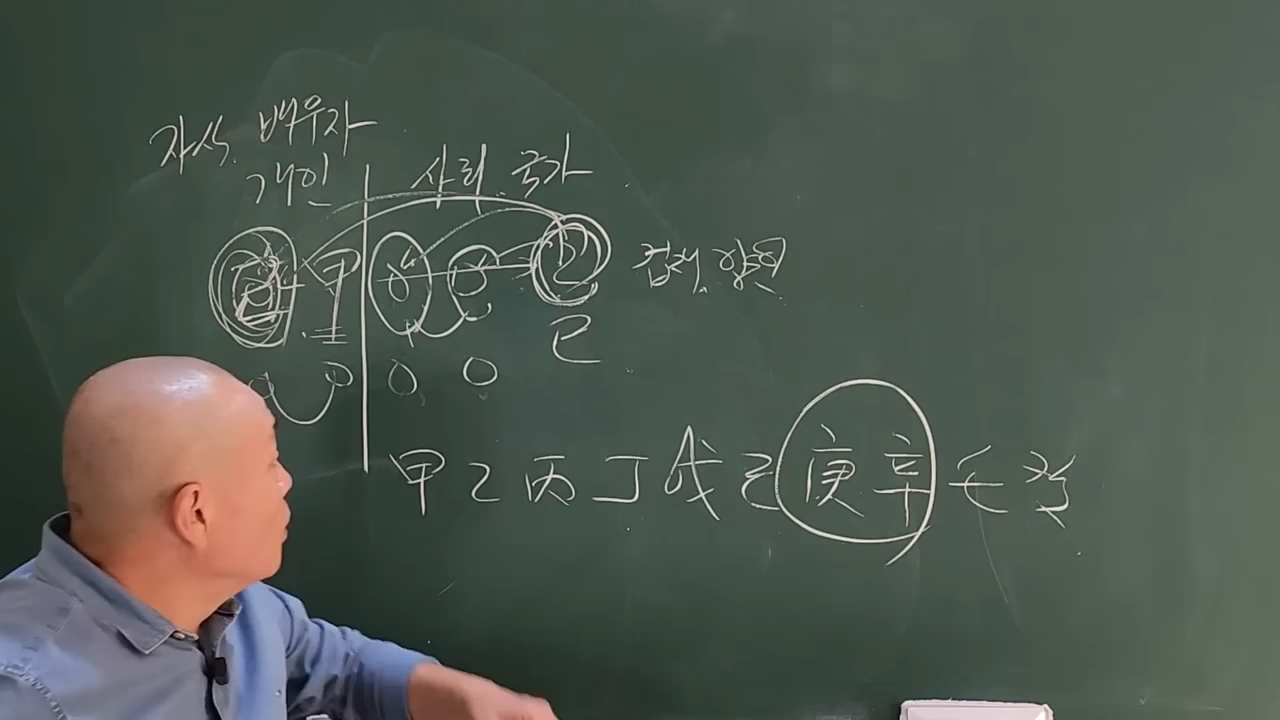 자식. 배우자
개인 사회 국가
甲 乙 겁재. 양인
己
甲 乙 丙 丁 戊 己 庚 辛 壬 癸